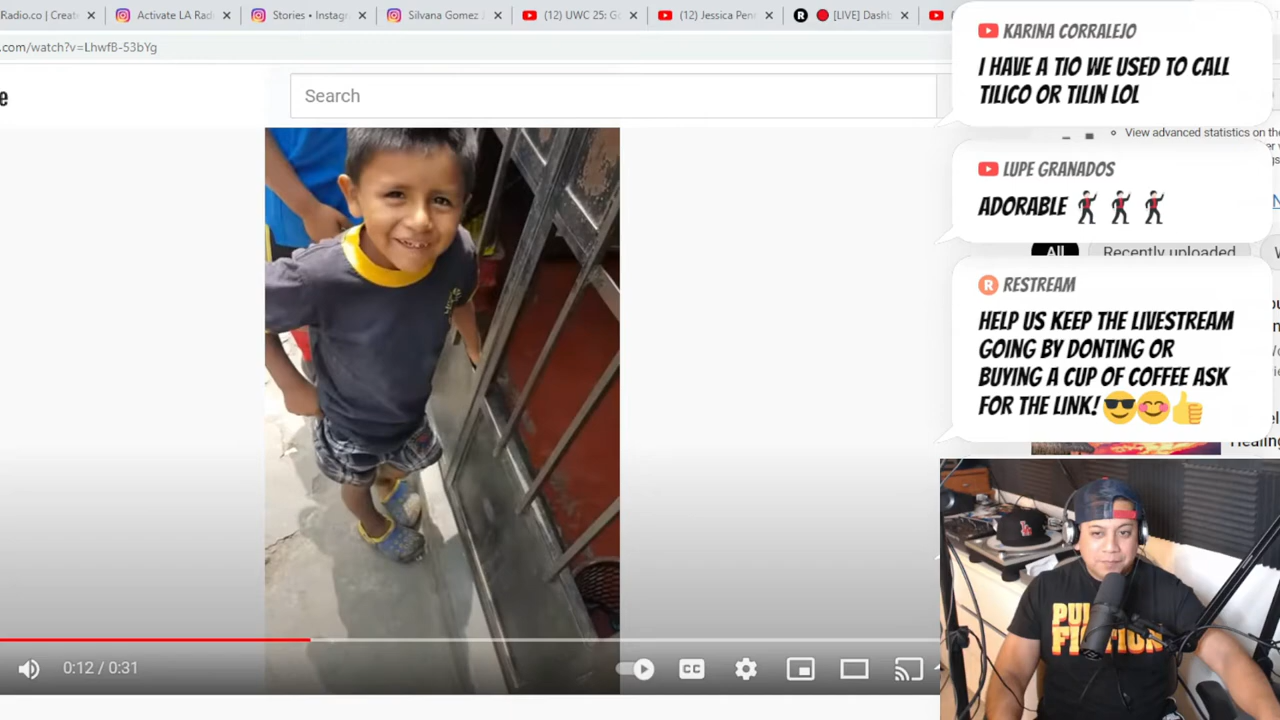 Radio.co | Create
Activate LA Rad
Stories • Instag
Silvana Gomez J
(12) UWC 25: G
(12) Jessica Pen
[LIVE] Dashb
.com/watch?v=LhwfB-53bYg
e
Search
KARINA CORRALEJO
I HAVE A TIO WE USED TO CALL
TILICO OR TILIN LOL
View advanced statistics on the
LUPE GRANADOS
ADORABLE 🕺🏻🕺🏻🕺🏻
All
Recently uploaded
R RESTREAM
HELP US KEEP THE LIVESTREAM
GOING BY DONTING OR
BUYING A CUP OF COFFEE ASK
FOR THE LINK! 😎😊👍
Healing
0:12 / 0:31
CC
PULP
FICTION